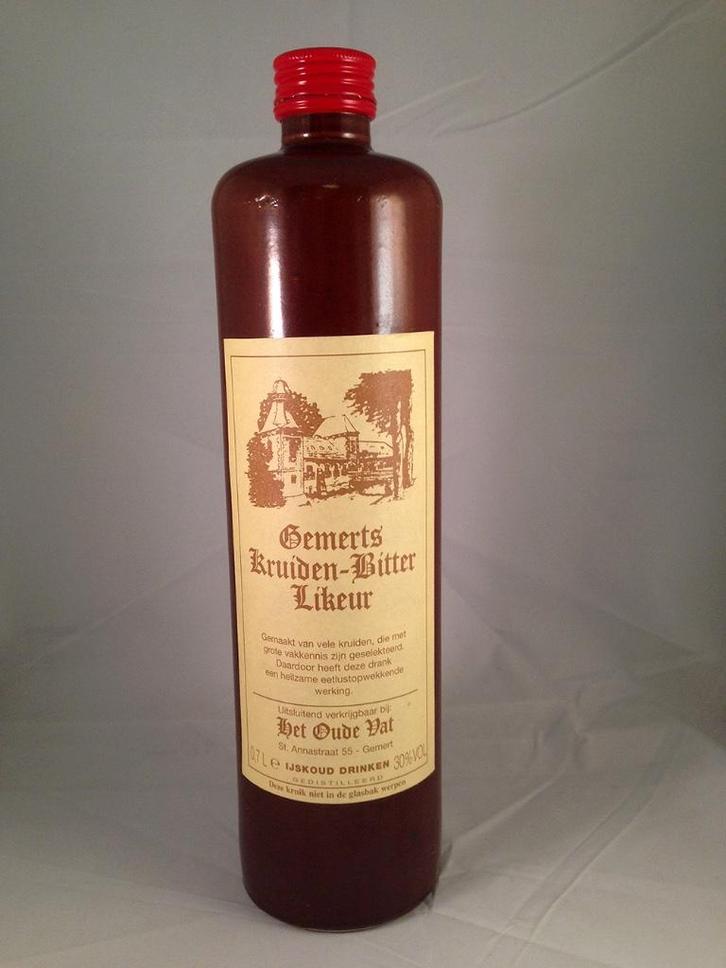 Gemerts
Kruiden-Bitter
Likeur
Gemaakt van vele kruiden, die met
grote vakkennis zijn geselekteerd.
Daardoor heeft deze drank
een heilzame eetlustopwekkende
werking.
Uitsluitend verkrijgbaar bij:
Het Oude Vat
St. Annastraat 55 - Gemert
0,7 L ℮ IJSKOUD DRINKEN 30% VOL
GEDISTILLEERD
Deze kruik niet in de glasbak werpen